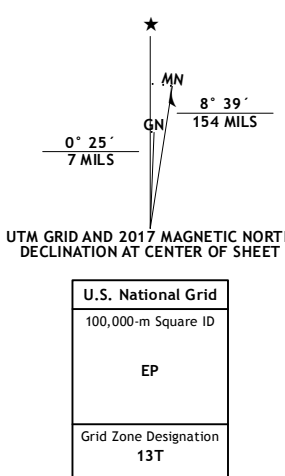 ★
MN
8° 39´
154 MILS
GN
0° 25´
7 MILS
UTM GRID AND 2017 MAGNETIC NORT
DECLINATION AT CENTER OF SHEET
U.S. National Grid
100,000-m Square ID
EP
Grid Zone Designation
13T